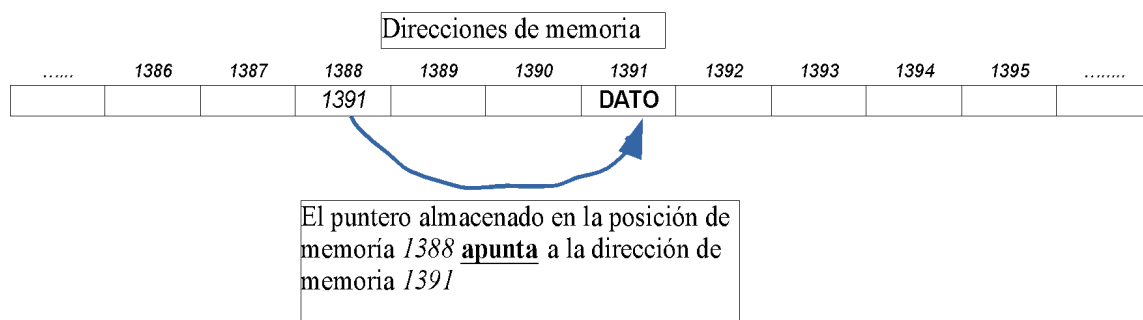 Direcciones de memoria
...... 1386 1387 1388 1389 1390 1391 1392 1393 1394 1395 ........
1391 DATO
El puntero almacenado en la posición de
memoría 1388 apunta a la dirección de
memoria 1391